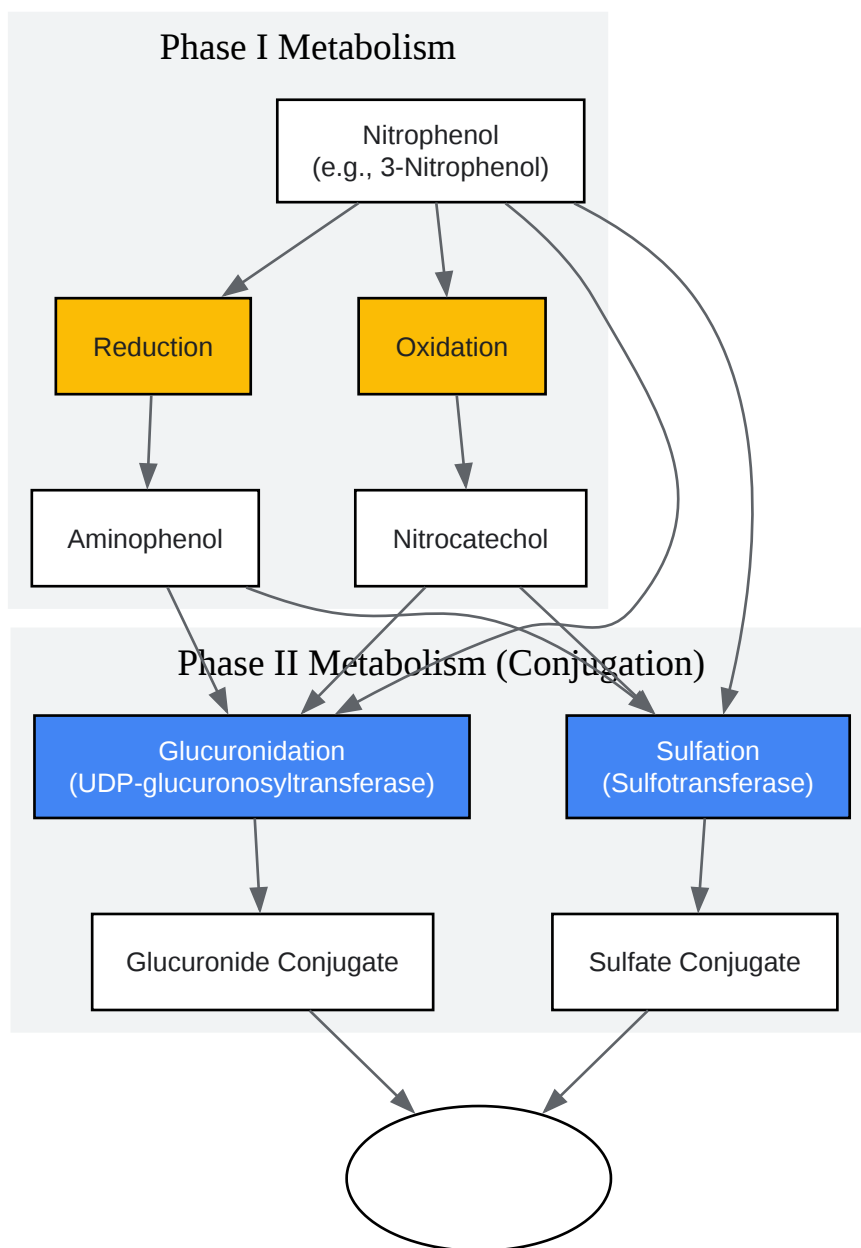 Phase I Metabolism
Nitrophenol
(e.g., 3-Nitrophenol)
Reduction
Oxidation
Aminophenol
Nitrocatechol
Phase II Metabolism (Conjugation)
Glucuronidation
(UDP-glucuronosyltransferase)
Sulfation
(Sulfotransferase)
Glucuronide Conjugate
Sulfate Conjugate